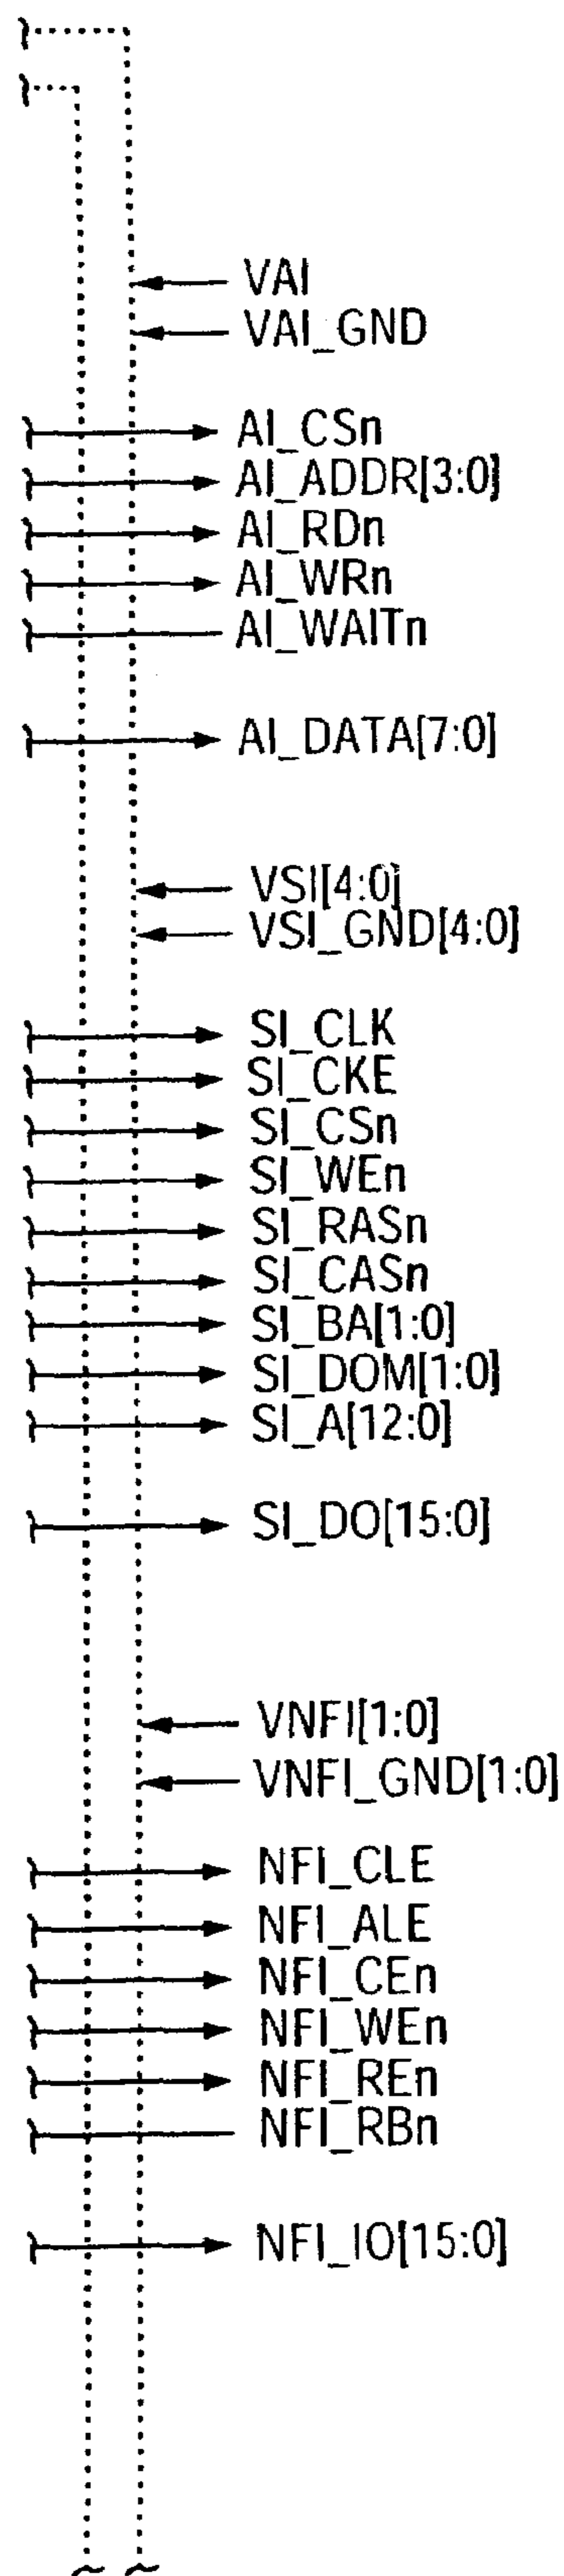 VAI
VAI_GND
AI_CSn
AI_ADDR[3:0]
AI_RDn
AI_WRn
AI_WAITn
AI_DATA[7:0]
VSI[4:0]
VSI_GND[4:0]
SI_CLK
SI_CKE
SI_CSn
SI_WEn
SI_RASn
SI_CASn
SI_BA[1:0]
SI_DOM[1:0]
SI_A[12:0]
SI_DO[15:0]
VNFI[1:0]
VNFI_GND[1:0]
NFI_CLE
NFI_ALE
NFI_CEn
NFI_WEn
NFI_REn
NFI_RBn
NFI_IO[15:0]